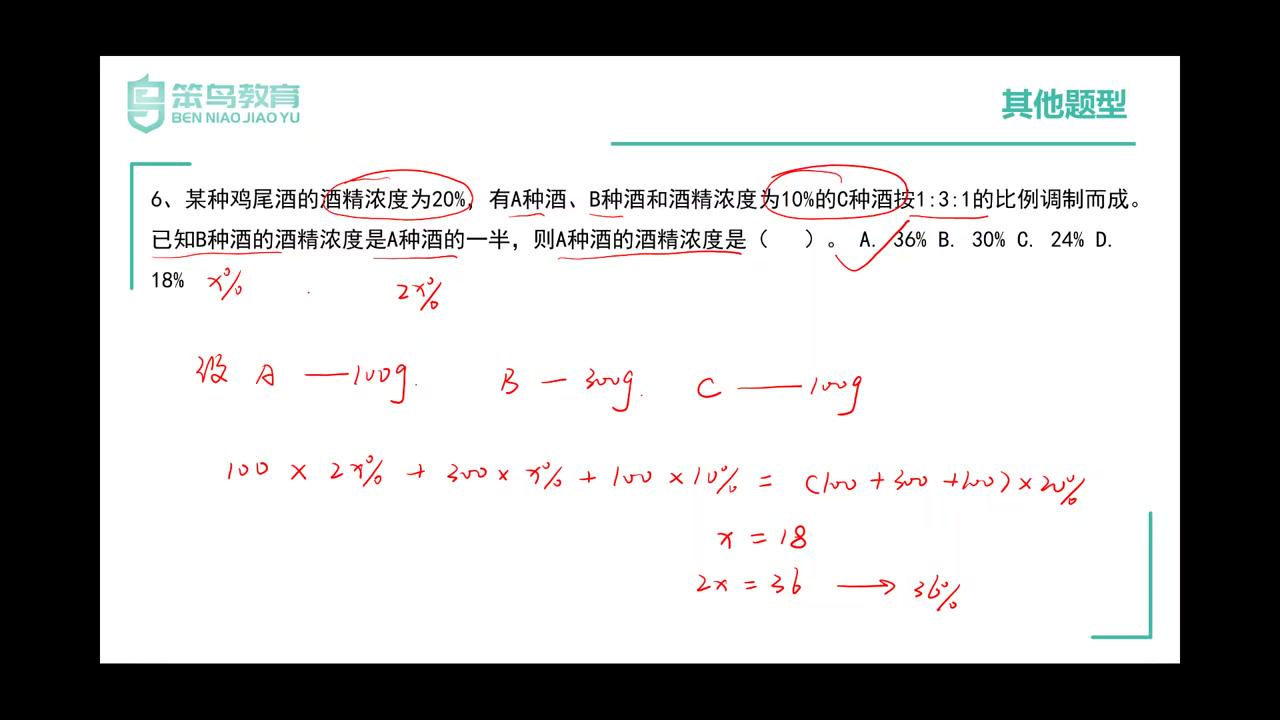 笨鸟教育
BEN NIAO JIAO YU
其他题型
6、某种鸡尾酒的酒精浓度为20%，有A种酒、B种酒和酒精浓度为10%的C种酒按1:3:1的比例调制而成。
已知B种酒的酒精浓度是A种酒的一半，则A种酒的酒精浓度是（ ）。 A. 36% B. 30% C. 24% D.
18% x% 2x%
设 A —100g. B — 300g. C —100g
100 × 2x% + 300 × x% + 100 × 10% = (100 + 300 + 100) × 20%
x = 18
2x = 36 → 36%